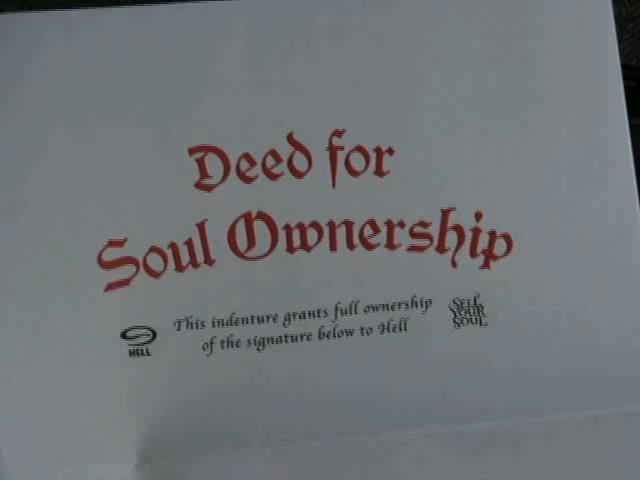 Deed for
Soul Ownership
This indenture grants full ownership
of the signature below to Hell
HELL
SELL
YOUR
SOUL